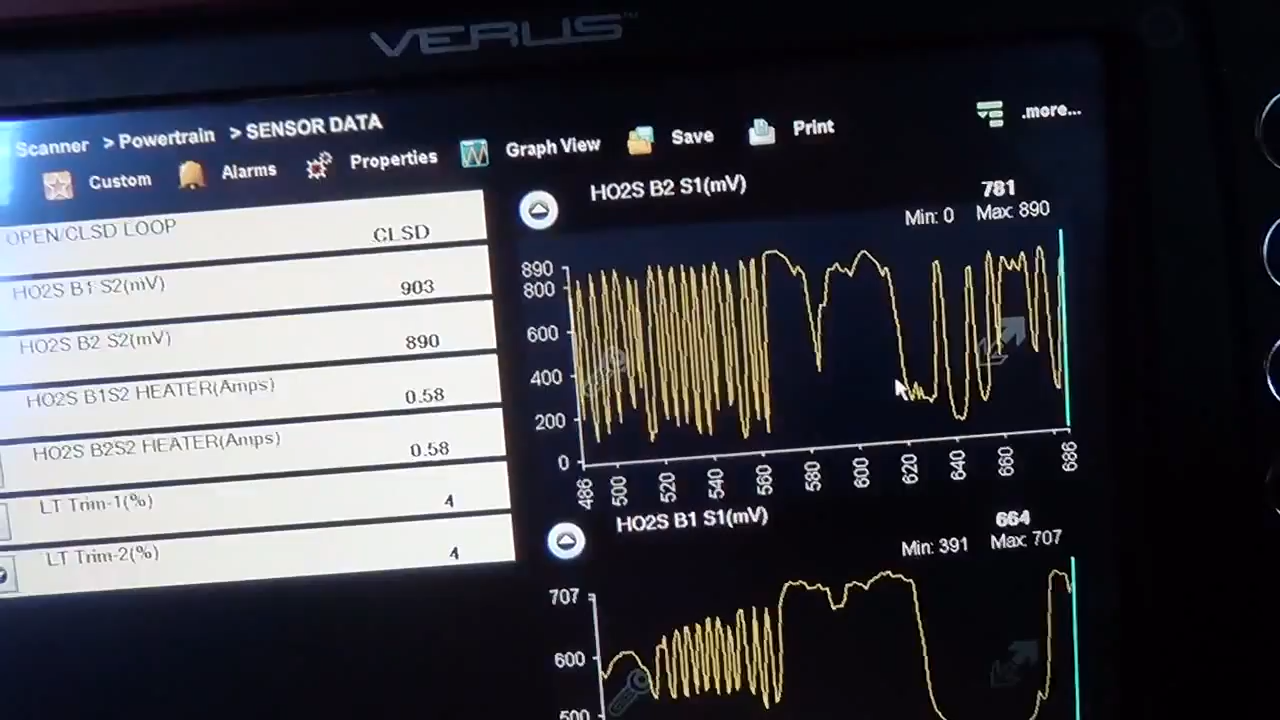 VERUS™
Scanner > Powertrain > SENSOR DATA
Custom Alarms Properties Graph View Save Print .more...
OPEN/CLSD LOOP CLSD
HO2S B1 S2(mV) 903
HO2S B2 S2(mV) 890
HO2S B1S2 HEATER(Amps) 0.58
HO2S B2S2 HEATER(Amps) 0.58
LT Trim-1(%) 4
LT Trim-2(%) 4
HO2S B2 S1(mV) 781
Min: 0 Max: 890
890
800
600
400
200
0
486 500 520 540 560 580 600 620 640 660 686
HO2S B1 S1(mV) 664
Min: 391 Max: 707
707
600
500